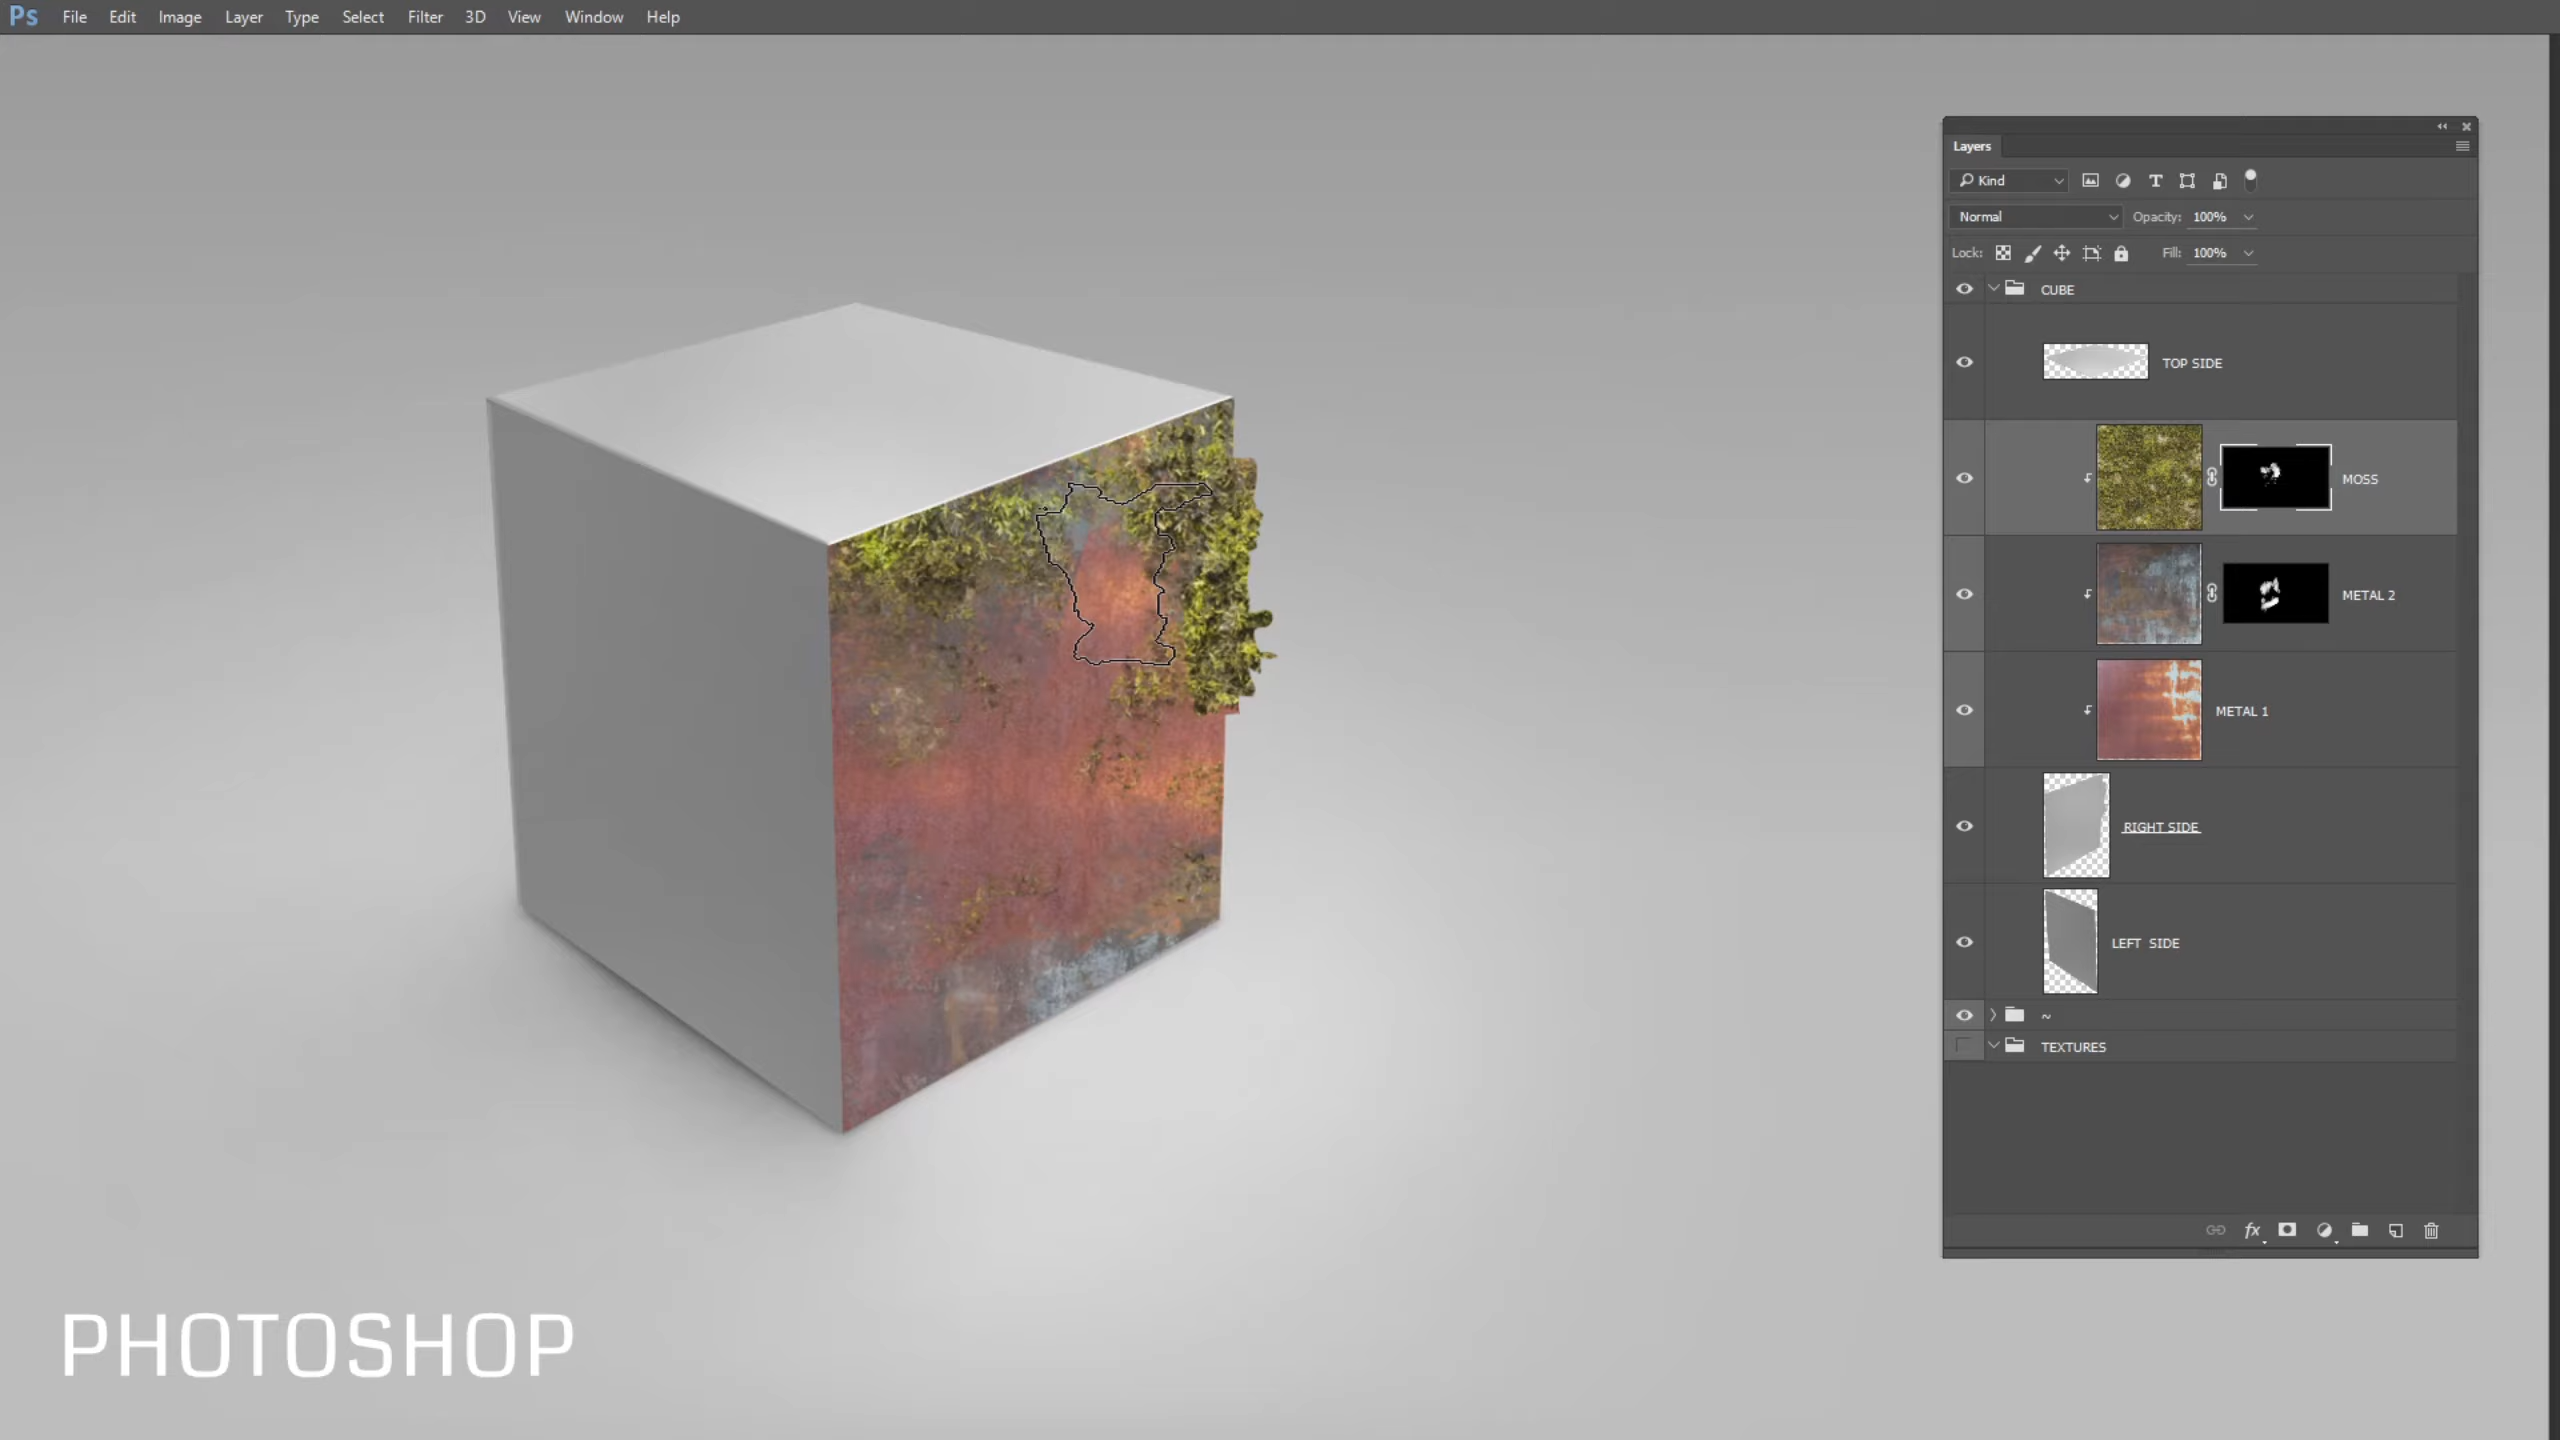 Ps File Edit Image Layer Type Select Filter 3D View Window Help
Layers
Kind
Normal Opacity: 100%
Lock: Fill: 100%
CUBE
TOP SIDE
MOSS
METAL 2
METAL 1
RIGHT SIDE
LEFT SIDE
~
TEXTURES
fx
PHOTOSHOP